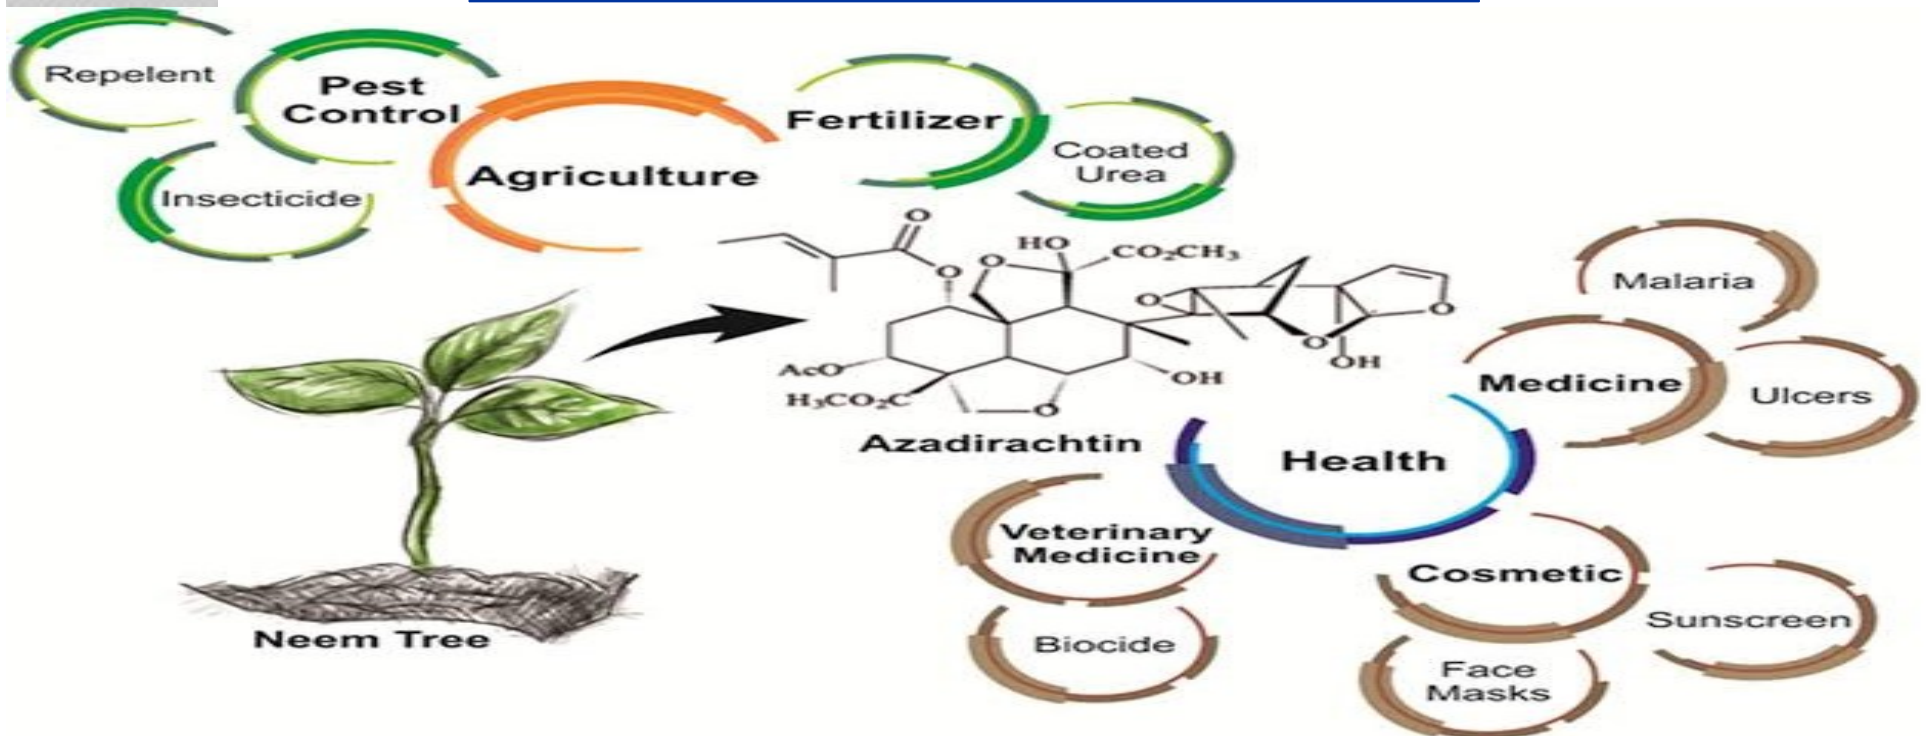 Repelent
Pest
Control
Insecticide
Agriculture
Fertilizer
Coated
Urea
O
O
O
HO
CO₂CH₃
O
O
O
OH
AcO
H₃CO₂C
O
OH
Azadirachtin
Neem Tree
Malaria
Medicine
Ulcers
Health
Veterinary
Medicine
Biocide
Cosmetic
Sunscreen
Face
Masks